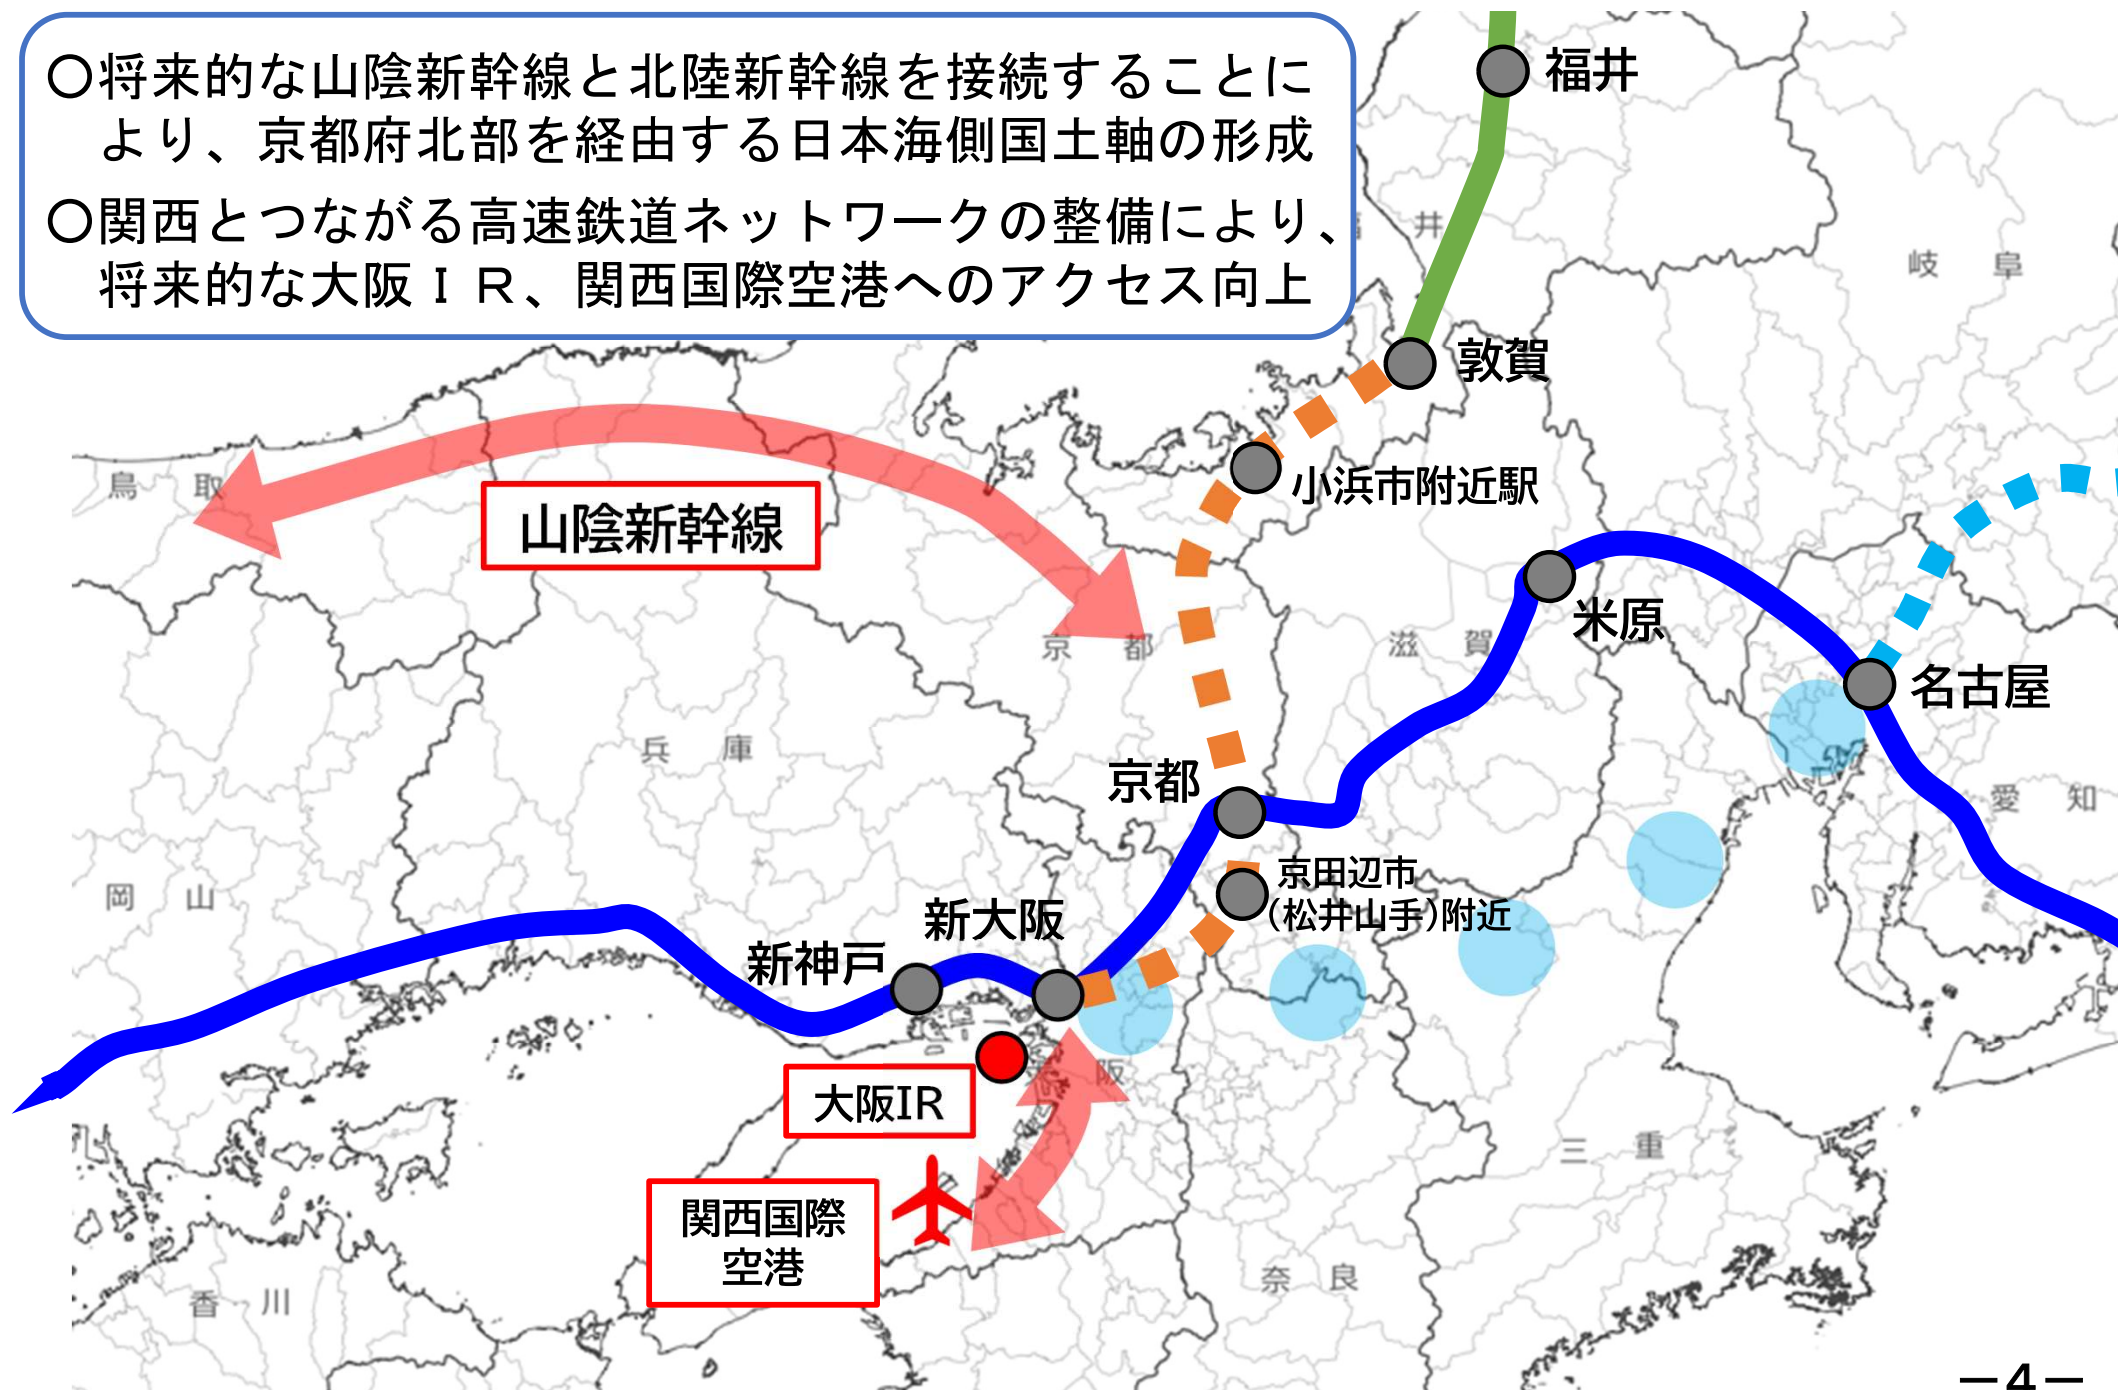 〇将来的な山陰新幹線と北陸新幹線を接続することに
より、京都府北部を経由する日本海側国土軸の形成
〇関西とつながる高速鉄道ネットワークの整備により、
将来的な大阪ＩＲ、関西国際空港へのアクセス向上
福井
井
岐阜
敦賀
鳥取
小浜市附近駅
山陰新幹線
米原
京都
滋賀
名古屋
兵庫
京都
愛知
京田辺市
(松井山手)附近
岡山
新大阪
新神戸
阪
大阪IR
三重
関西国際
空港
奈良
香川
－4－